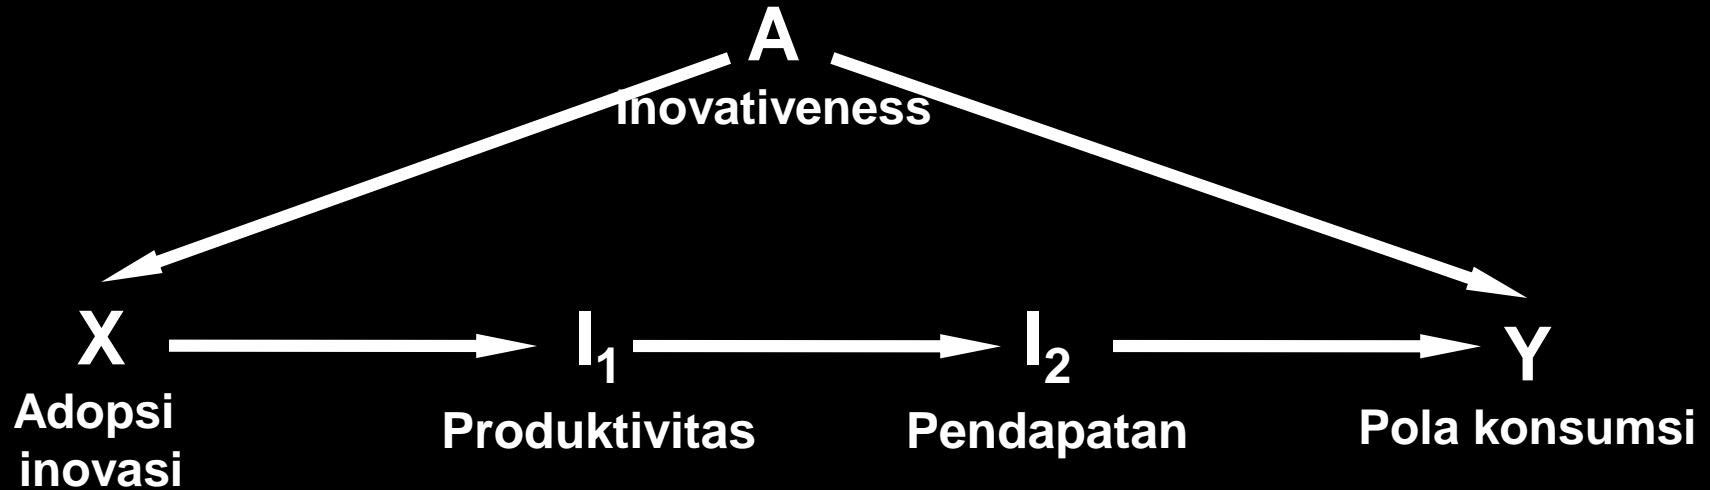 A
Inovativeness
X
I1
I2
Y
Adopsi
inovasi
Produktivitas
Pendapatan
Pola konsumsi